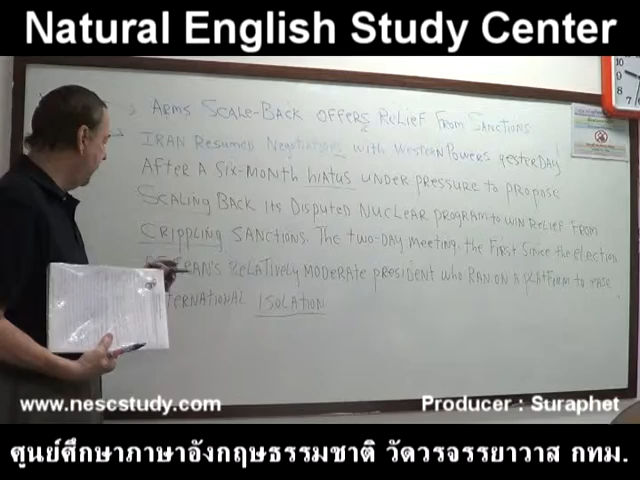 Natural English Study Center
ARMS SCALE-BACK OFFERS RELIEF FROM SANCTIONS
IRAN RESUMED NEGOTIATIONS WITH WESTERN POWERS YESTERDAY
AFTER A SIX-MONTH HIATUS UNDER PRESSURE TO PROPOSE
SCALING BACK ITS DISPUTED NUCLEAR PROGRAM TO WIN RELIEF FROM
CRIPPLING SANCTIONS. THE TWO-DAY MEETING, THE FIRST SINCE THE ELECTION
RELATIVELY MODERATE PRESIDENT WHO RAN ON A PLATFORM TO EASE
ISOLATION
www.nescstudy.com
Producer : Suraphet
ศูนย์ศึกษาภาษาอังกฤษธรรมชาติ วัดวรจรรยาวาส กทม.